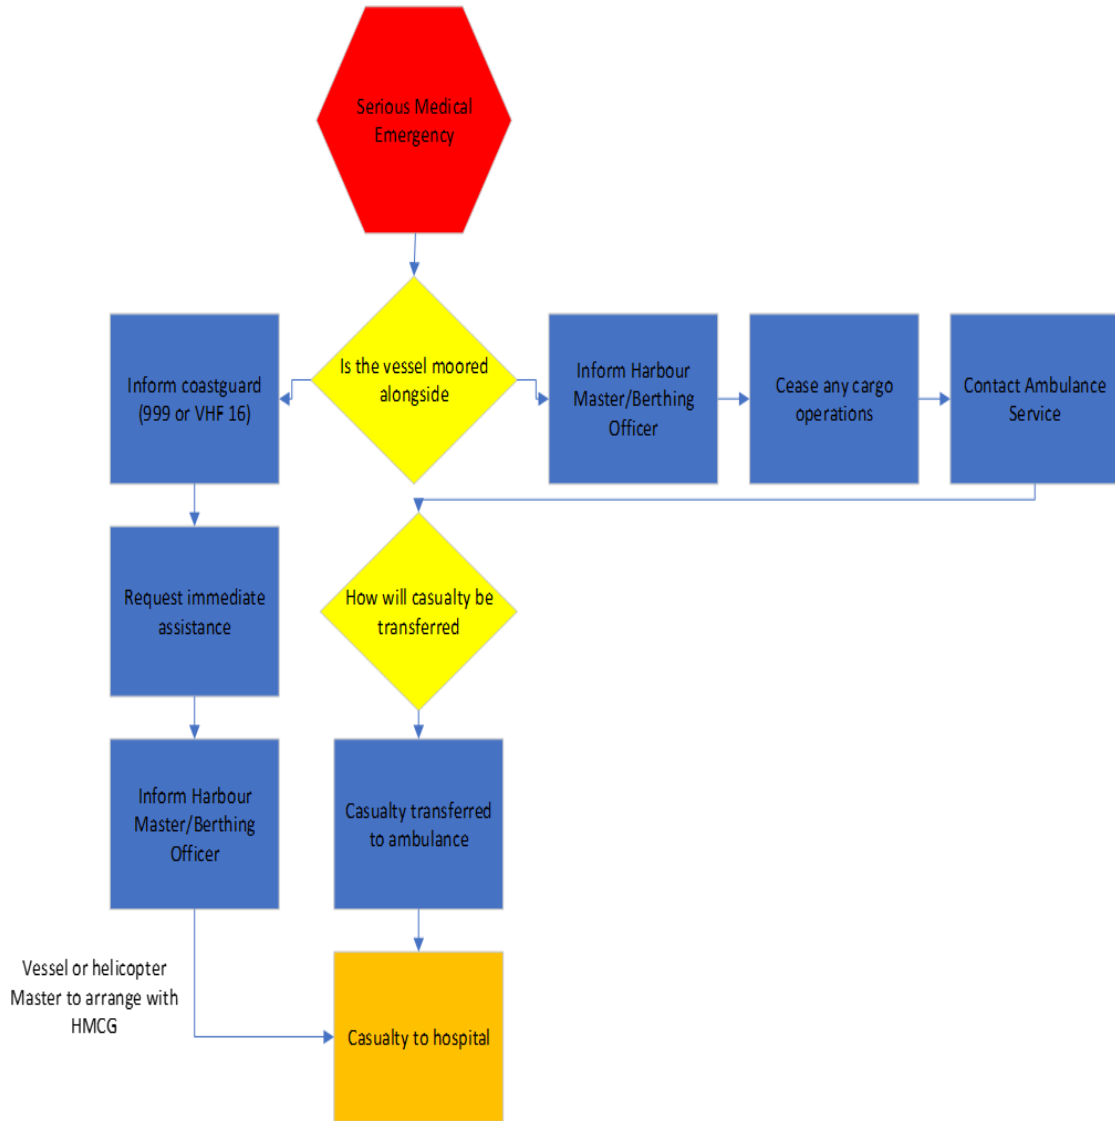 Serious Medical
Emergency
Is the vessel moored
alongside
Inform coastguard
(999 or VHF 16)
Inform Harbour
Master/Berthing
Officer
Cease any cargo
operations
Contact Ambulance
Service
Request immediate
assistance
How will casualty be
transferred
Inform Harbour
Master/Berthing
Officer
Casualty transferred
to ambulance
Vessel or helicopter
Master to arrange with
HMCG
Casualty to hospital